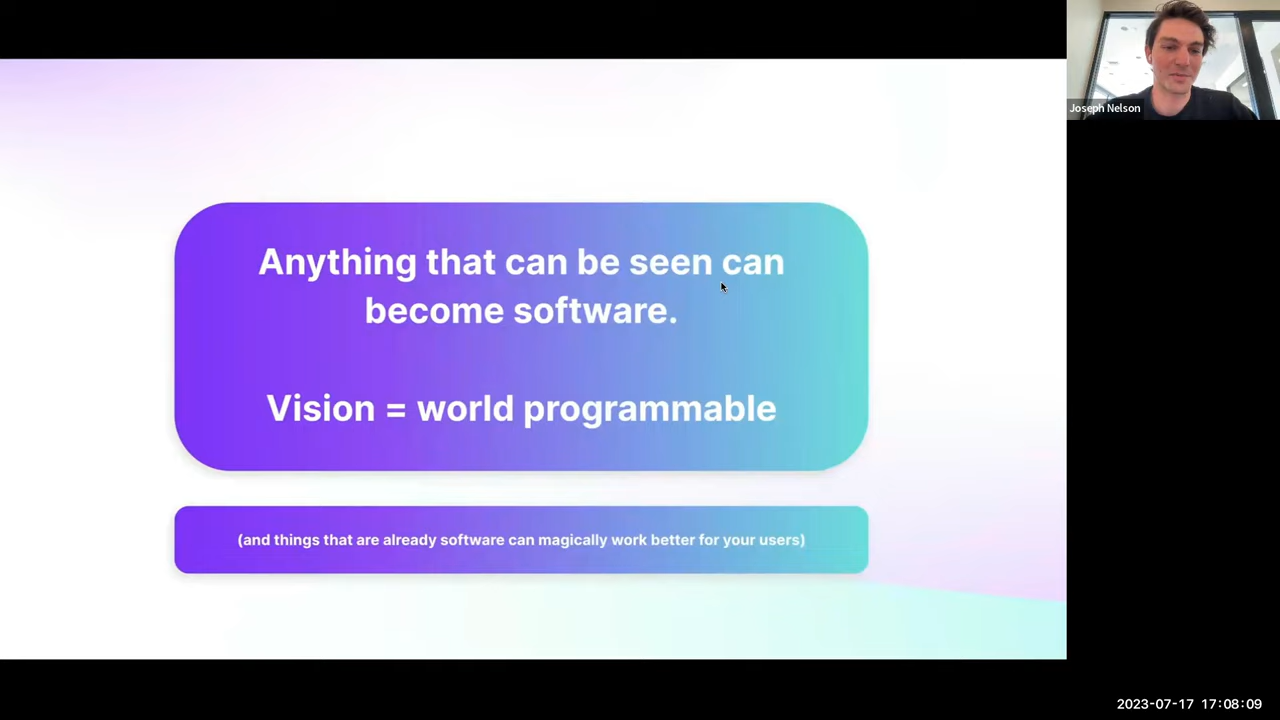 Joseph Nelson
Anything that can be seen can
become software.
Vision = world programmable
(and things that are already software can magically work better for your users)
2023-07-17 17:08:09